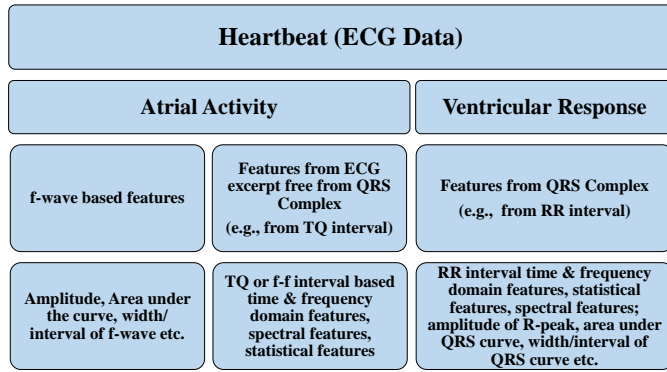 Heartbeat (ECG Data)
Atrial Activity
Ventricular Response
f-wave based features
Features from ECG
excerpt free from QRS
Complex
(e.g., from TQ interval)
Features from QRS Complex
(e.g., from RR interval)
Amplitude, Area under
the curve, width/
interval of f-wave etc.
TQ or f-f interval based
time & frequency
domain features,
spectral features,
statistical features
RR interval time & frequency
domain features, statistical
features, spectral features;
amplitude of R-peak, area under
QRS curve, width/interval of
QRS curve etc.